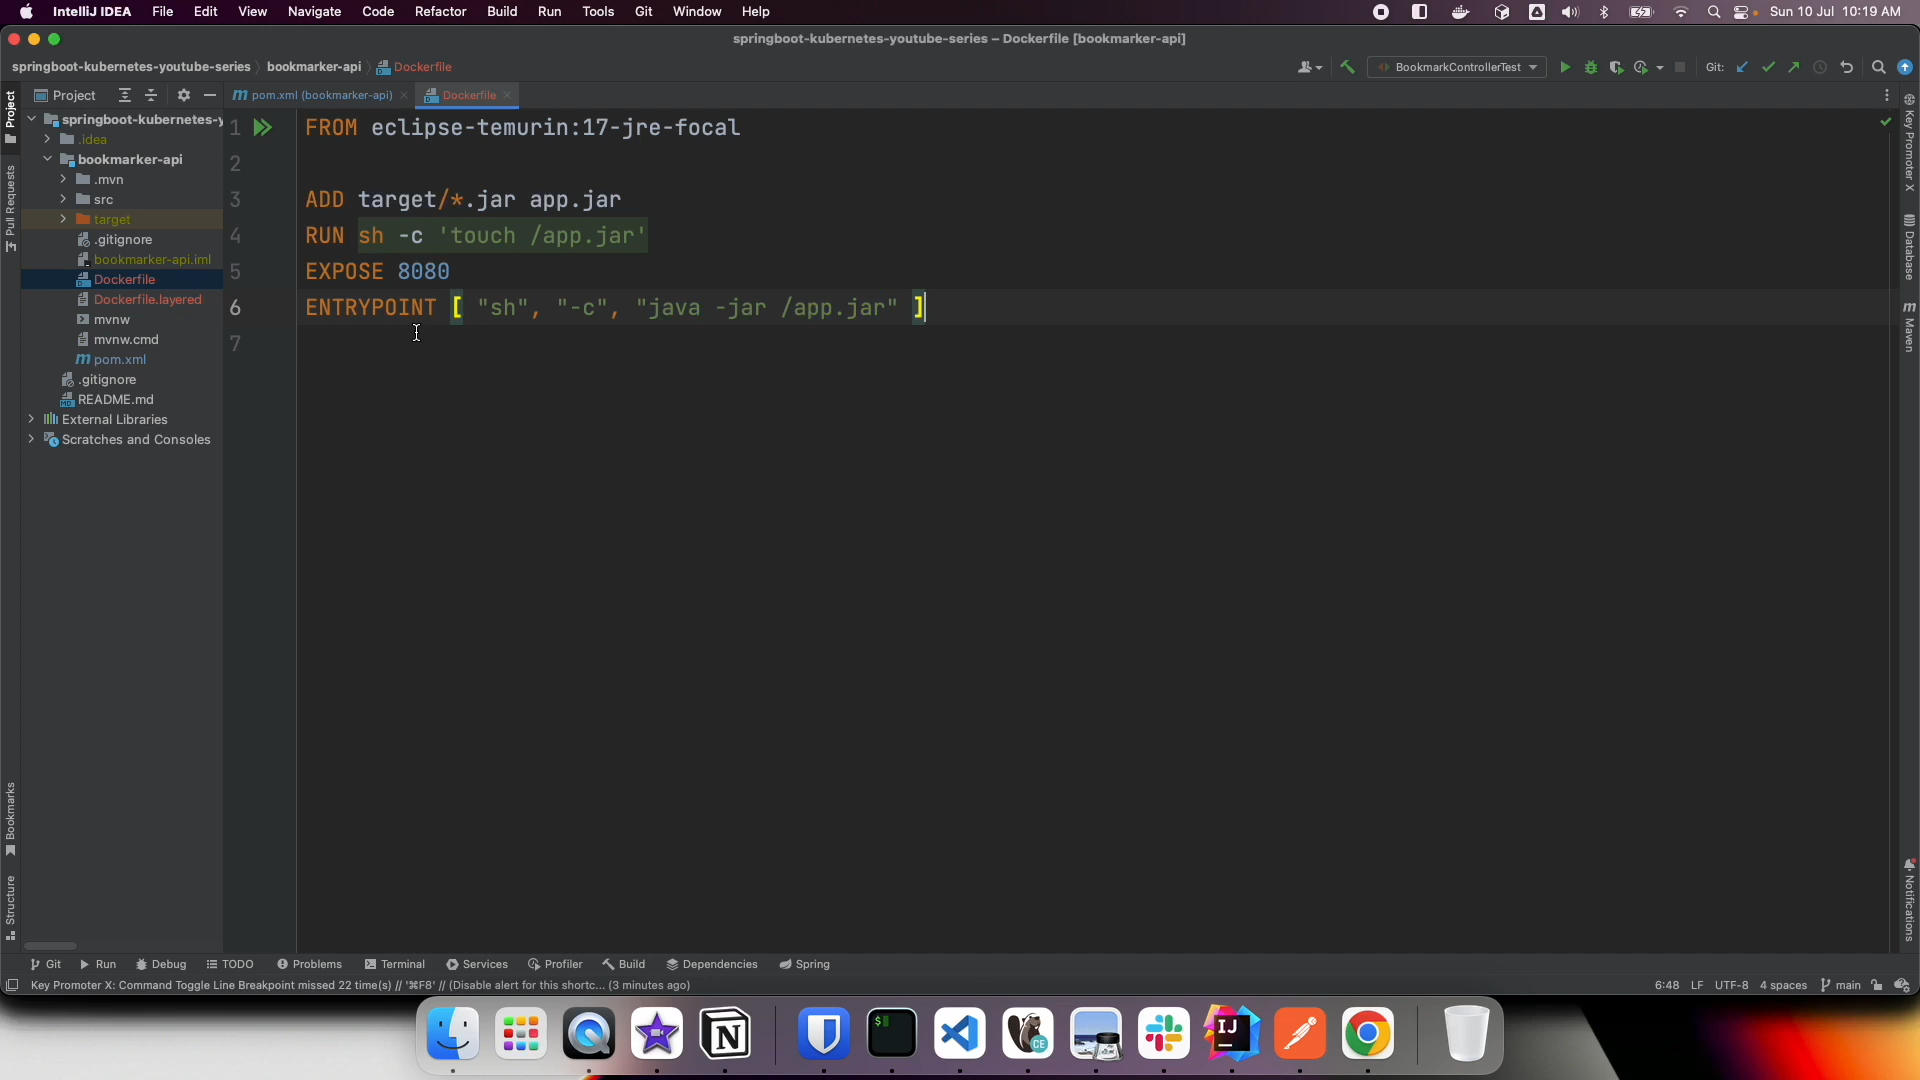 IntelliJ IDEA File Edit View Navigate Code Refactor Build Run Tools Git Window Help Sun 10 Jul 10:19 AM
springboot-kubernetes-youtube-series – Dockerfile [bookmarker-api]
springboot-kubernetes-youtube-series bookmarker-api Dockerfile BookmarkControllerTest Git:
Project pom.xml (bookmarker-api) Dockerfile
springboot-kubernetes-y
.idea
bookmarker-api
.mvn
src
target
.gitignore
bookmarker-api.iml
Dockerfile
Dockerfile.layered
mvnw
mvnw.cmd
pom.xml
.gitignore
README.md
External Libraries
Scratches and Consoles
1 FROM eclipse-temurin:17-jre-focal
2
3 ADD target/*.jar app.jar
4 RUN sh -c 'touch /app.jar'
5 EXPOSE 8080
6 ENTRYPOINT [ "sh", "-c", "java -jar /app.jar" ]
7
Project
Pull Requests
Bookmarks
Structure
Key Promoter X
Database
Maven
Notifications
Git Run Debug TODO Problems Terminal Services Profiler Build Dependencies Spring
Key Promoter X: Command Toggle Line Breakpoint missed 22 time(s) // '⌘F8' // (Disable alert for this shortc... (3 minutes ago) 6:48 LF UTF-8 4 spaces main